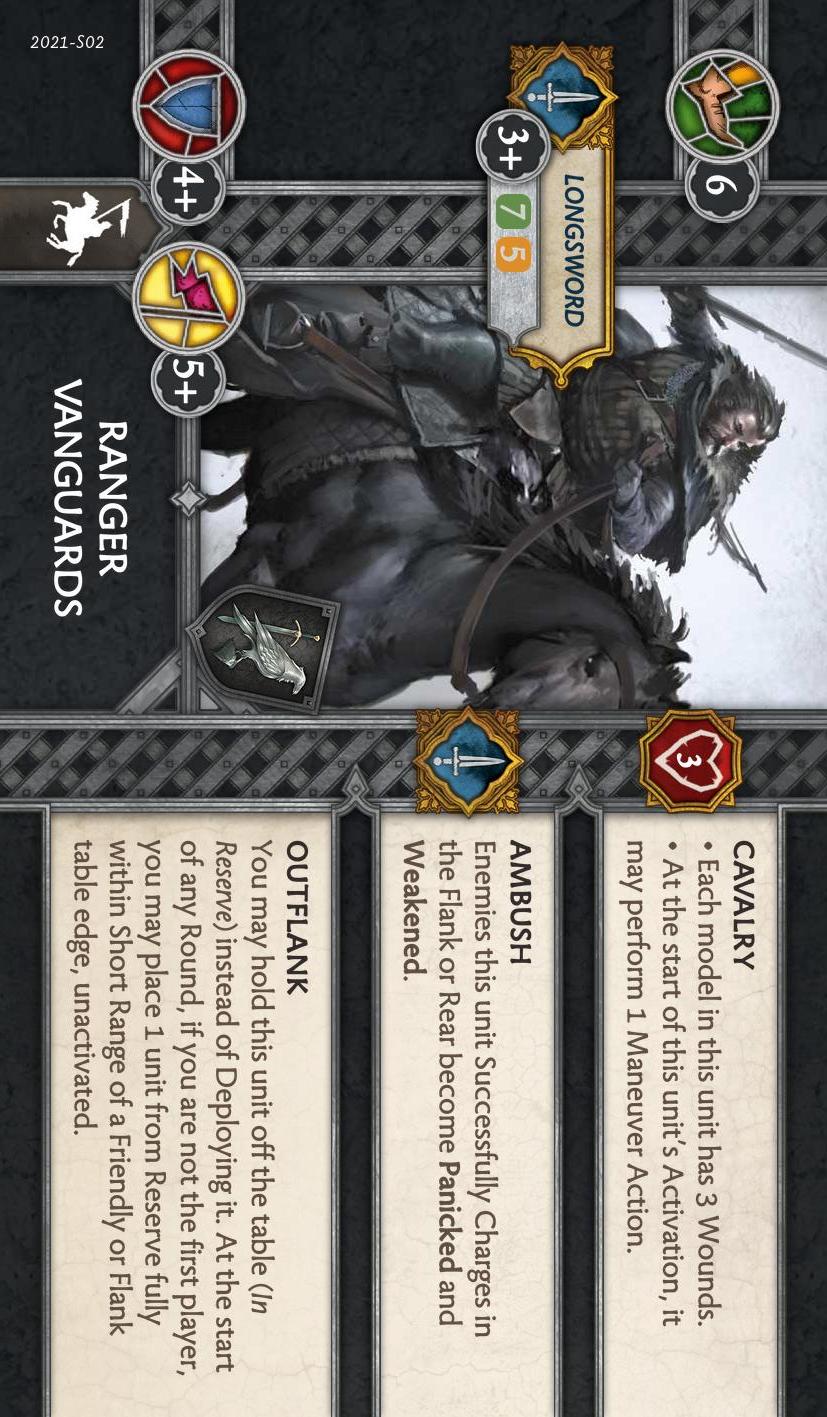 6
LONGSWORD
3+
7 5
4+
5+
RANGER
VANGUARDS
2021-S02
3
CAVALRY
• Each model in this unit has 3 Wounds.
• At the start of this unit's Activation, it
may perform 1 Maneuver Action.
AMBUSH
Enemies this unit Successfully Charges in
the Flank or Rear become Panicked and
Weakened.
OUTFLANK
You may hold this unit off the table (In
Reserve) instead of Deploying it. At the start
of any Round, if you are not the first player,
you may place 1 unit from Reserve fully
within Short Range of a Friendly or Flank
table edge, unactivated.